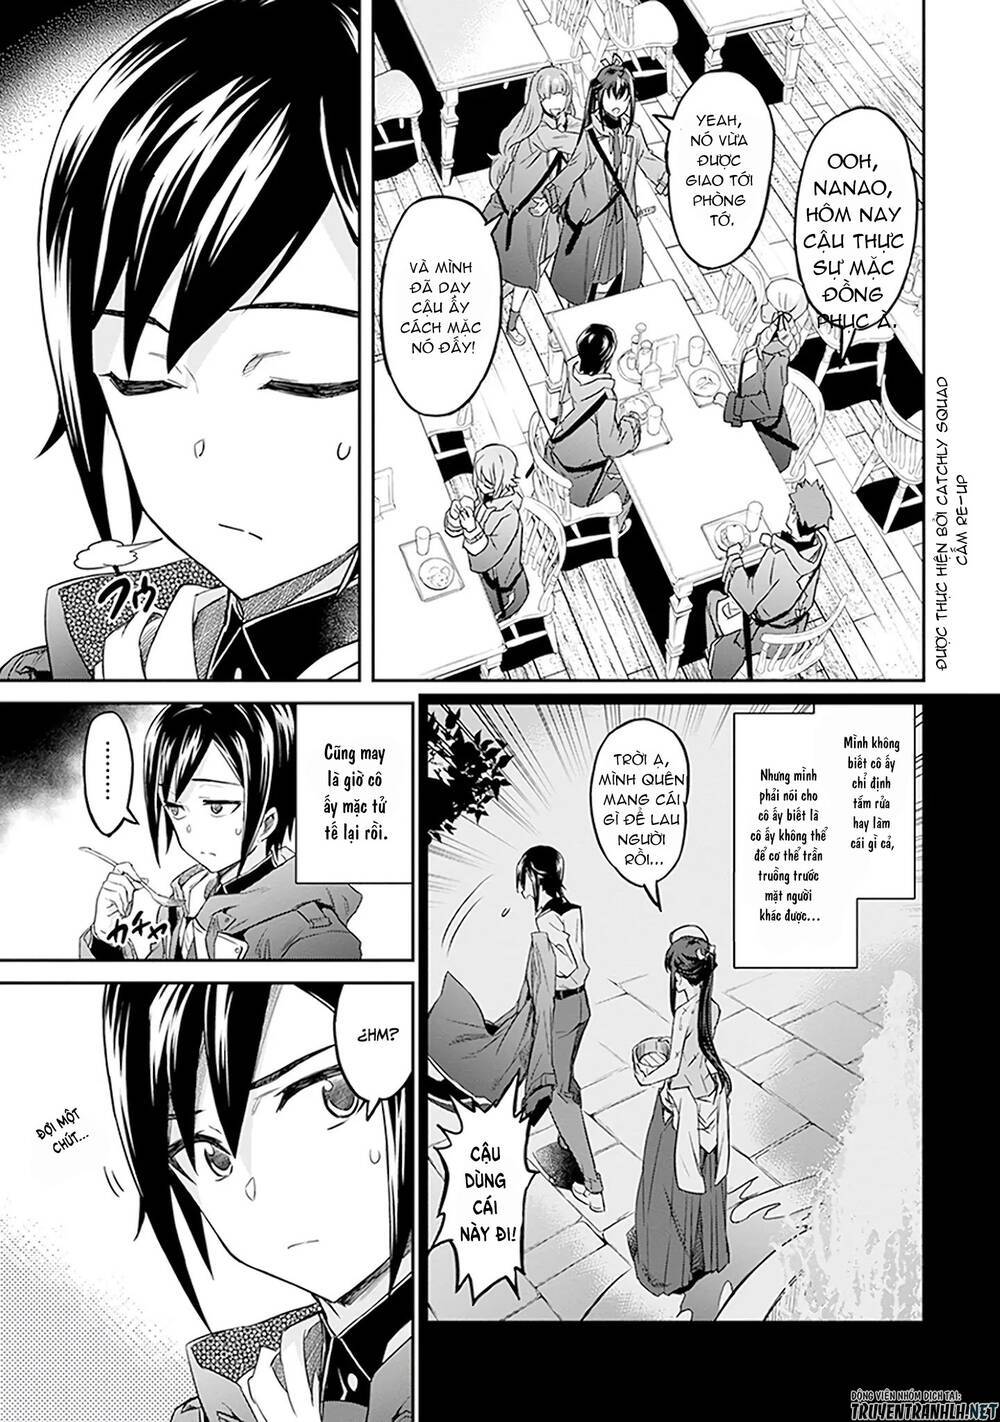 OOH,
NANAO,
HÔM NAY
CẬU THỰC
SỰ MẶC
ĐỒNG
PHỤC À.
YEAH,
NÓ VỪA
ĐƯỢC
GIAO TỚI
PHÒNG
TỚ.
VÀ MÌNH
ĐÃ DẠY
CẬU ẤY
CÁCH MẶC
NÓ ĐẤY!
ĐƯỢC THỰC HIỆN BỞI CATCHLY SQUAD
CẤM RE-UP
フウ
Mình không
biết cô ấy
chỉ định
tắm rửa
hay làm
cái gì cả,
Nhưng mình
phải nói cho
cô ấy biết là
cô ấy không thể
để cơ thể trần
truồng trước
mặt người
khác được...
TRỜI Ạ,
MÌNH QUÊN
MANG CÁI
GÌ ĐỂ LAU
NGƯỜI
RỒI...
CẬU
DÙNG
CÁI
NÀY ĐI!
Cũng may
là giờ cô
ấy mặc tử
tế lại rồi.
.........
カチャ
¿HM?
ĐỢI MỘT
CHÚT...
ĐỘNG VIÊN NHÓM DỊCH TẠI:
TRUYENTRANHLH.NET